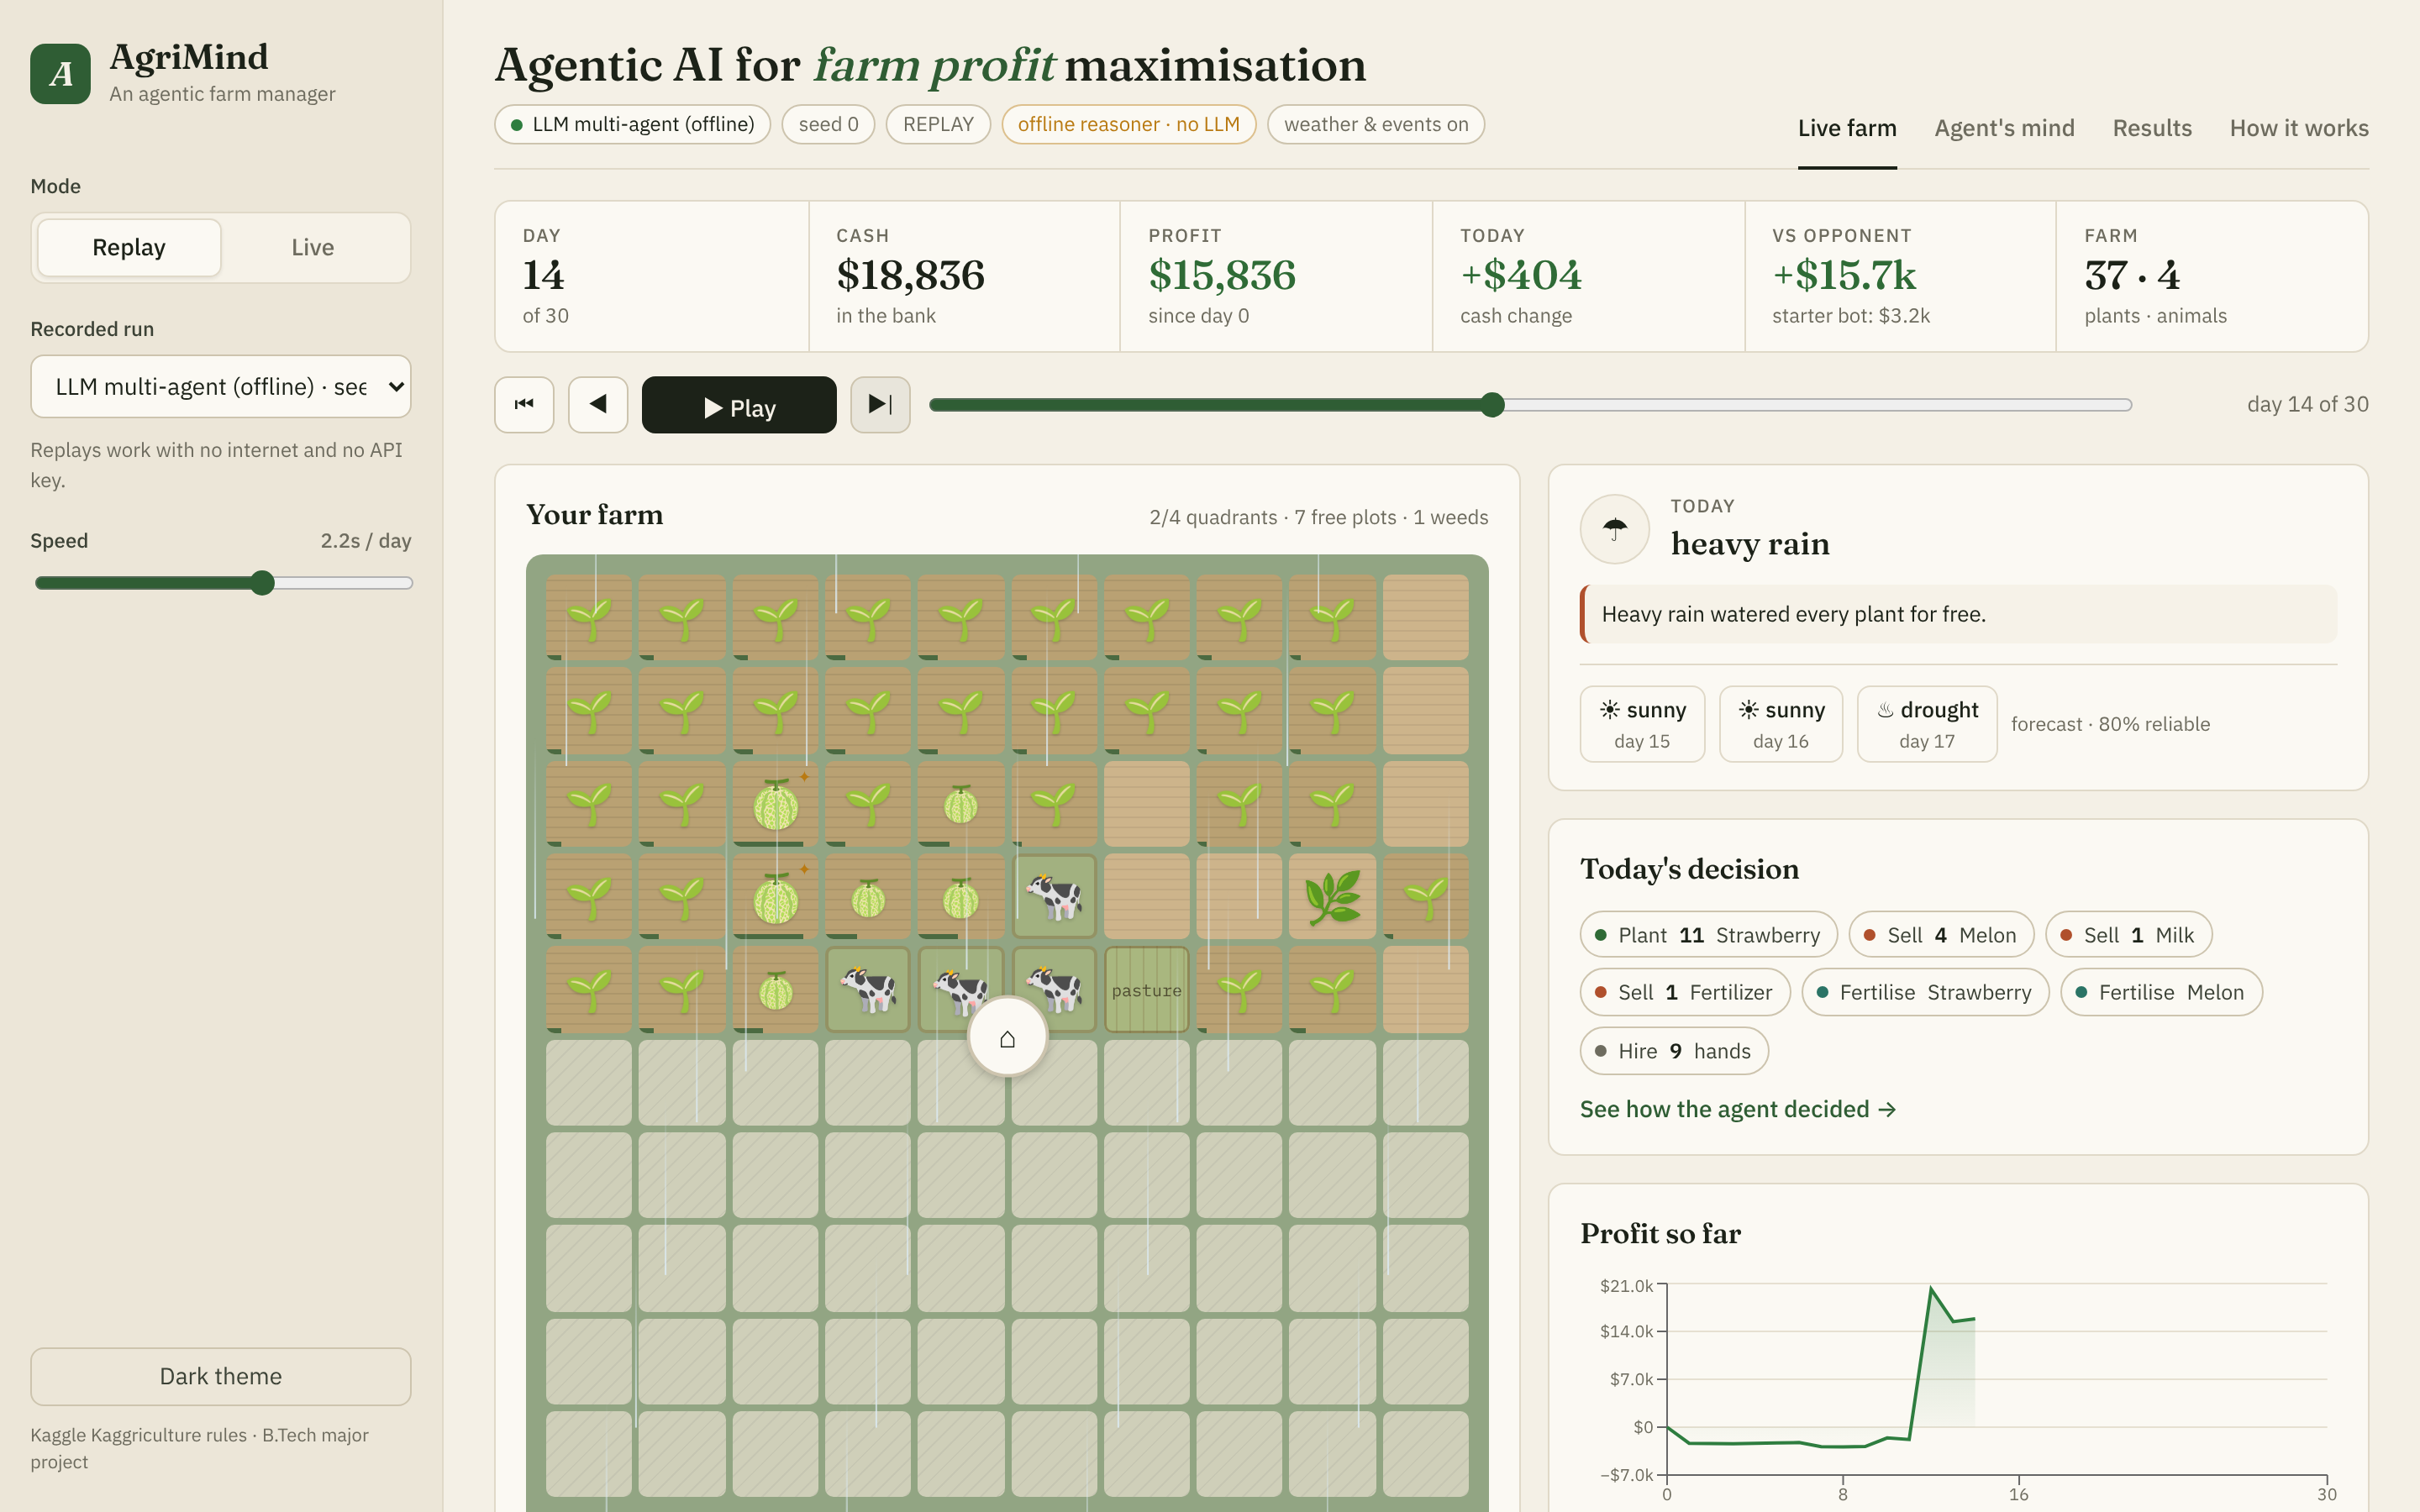 A
AgriMind
An agentic farm manager
Mode
Replay
Live
Recorded run
LLM multi-agent (offline) · see
Replays work with no internet and no API
key.
Speed
2.2s / day
Dark theme
Kaggle Kaggriculture rules · B.Tech major
project
Agentic AI for farm profit maximisation
LLM multi-agent (offline)
seed 0
REPLAY
offline reasoner · no LLM
weather & events on
Live farm
Agent's mind
Results
How it works
DAY
14
of 30
CASH
$18,836
in the bank
PROFIT
$15,836
since day 0
TODAY
+$404
cash change
VS OPPONENT
+$15.7k
starter bot: $3.2k
FARM
37 · 4
plants · animals
Play
day 14 of 30
Your farm
2/4 quadrants · 7 free plots · 1 weeds
pasture
TODAY
heavy rain
Heavy rain watered every plant for free.
sunny
day 15
sunny
day 16
drought
day 17
forecast · 80% reliable
Today's decision
Plant 11 Strawberry
Sell 4 Melon
Sell 1 Milk
Sell 1 Fertilizer
Fertilise Strawberry
Fertilise Melon
Hire 9 hands
See how the agent decided →
Profit so far
$21.0k
$14.0k
$7.0k
$0
−$7.0k
0
8
16
30